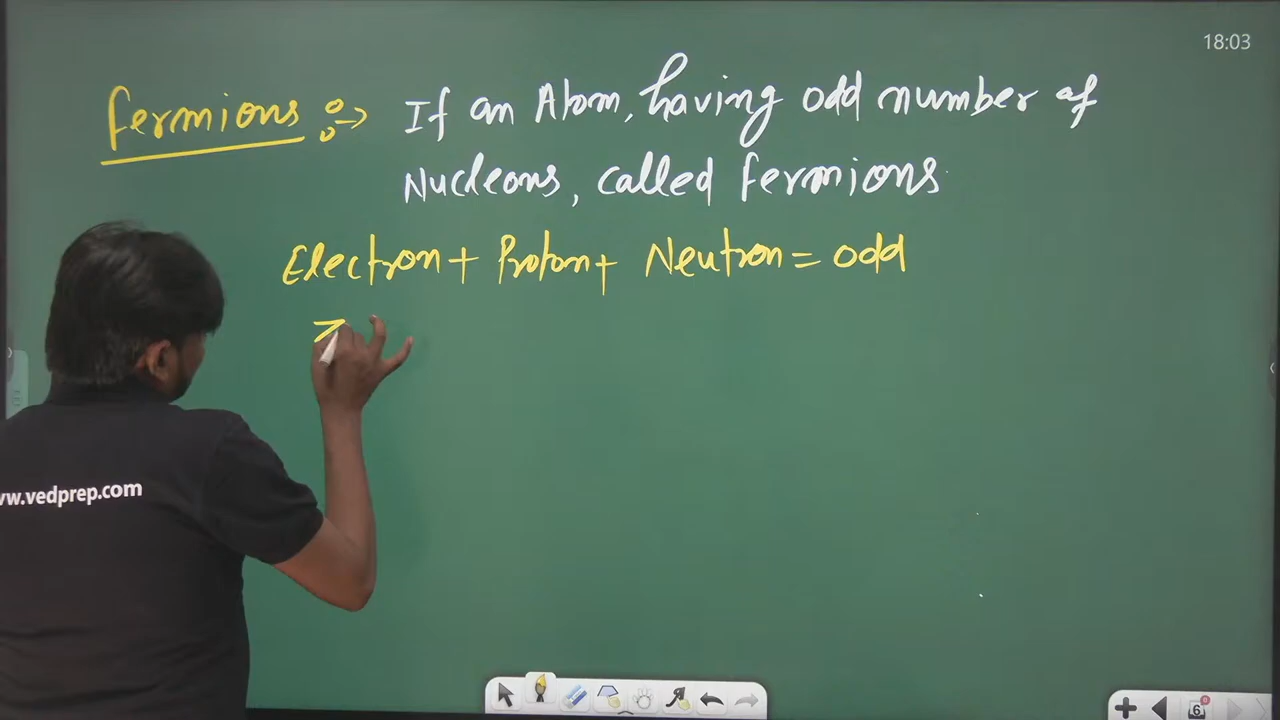 18:03
Fermions :→ If an Atom, having odd number of
Nucleons, called Fermions
Electron + Proton + Neutron = odd
ww.vedprep.com
6